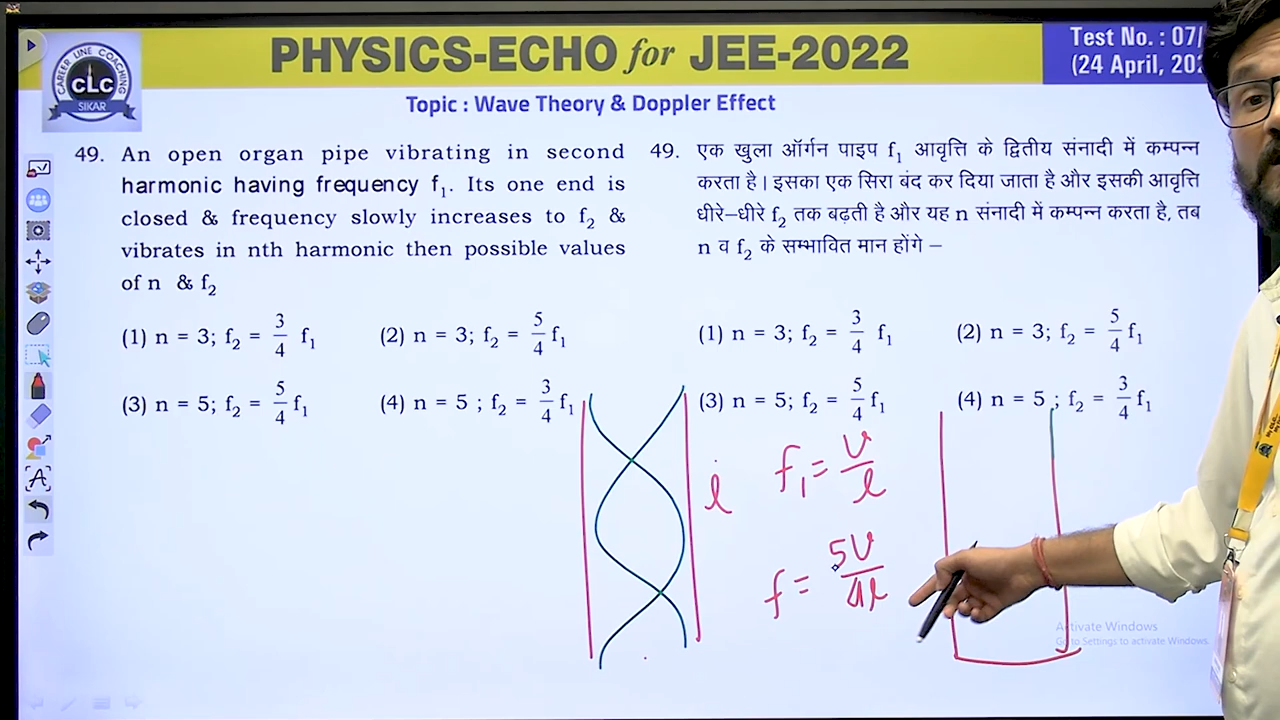 PHYSICS-ECHO for JEE-2022
Test No. : 07/
(24 April, 202
CAREER LINE COACHING
CLC
SIKAR
Topic : Wave Theory & Doppler Effect
49. An open organ pipe vibrating in second
harmonic having frequency f₁. Its one end is
closed & frequency slowly increases to f₂ &
vibrates in nth harmonic then possible values
of n & f₂
(1) n = 3; f₂ = 3/4 f₁
(2) n = 3; f₂ = 5/4 f₁
(3) n = 5; f₂ = 5/4 f₁
(4) n = 5 ; f₂ = 3/4 f₁
49. एक खुला ऑर्गन पाइप f₁ आवृत्ति के द्वितीय संनादी में कम्पन्न
करता है। इसका एक सिरा बंद कर दिया जाता है और इसकी आवृत्ति
धीरे–धीरे f₂ तक बढ़ती है और यह n संनादी में कम्पन्न करता है, तब
n व f₂ के सम्भावित मान होंगे –
(1) n = 3; f₂ = 3/4 f₁
(2) n = 3; f₂ = 5/4 f₁
(3) n = 5; f₂ = 5/4 f₁
(4) n = 5 ; f₂ = 3/4 f₁
l
f₁ = v/l
f = 5v/4l
Activate Windows
Go to Settings to activate Windows.